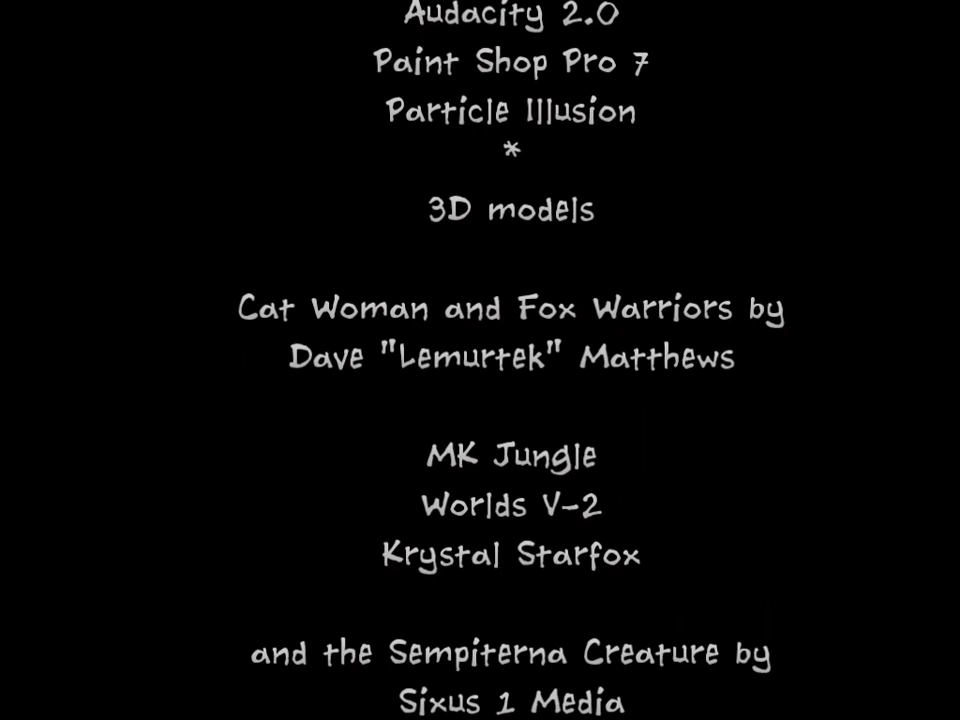 Audacity 2.0
Paint Shop Pro 7
Particle Illusion
*
3D models
Cat Woman and Fox Warriors by
Dave "Lemurtek" Matthews
MK Jungle
Worlds V-2
Krystal Starfox
and the Sempiterna Creature by
Sixus 1 Media